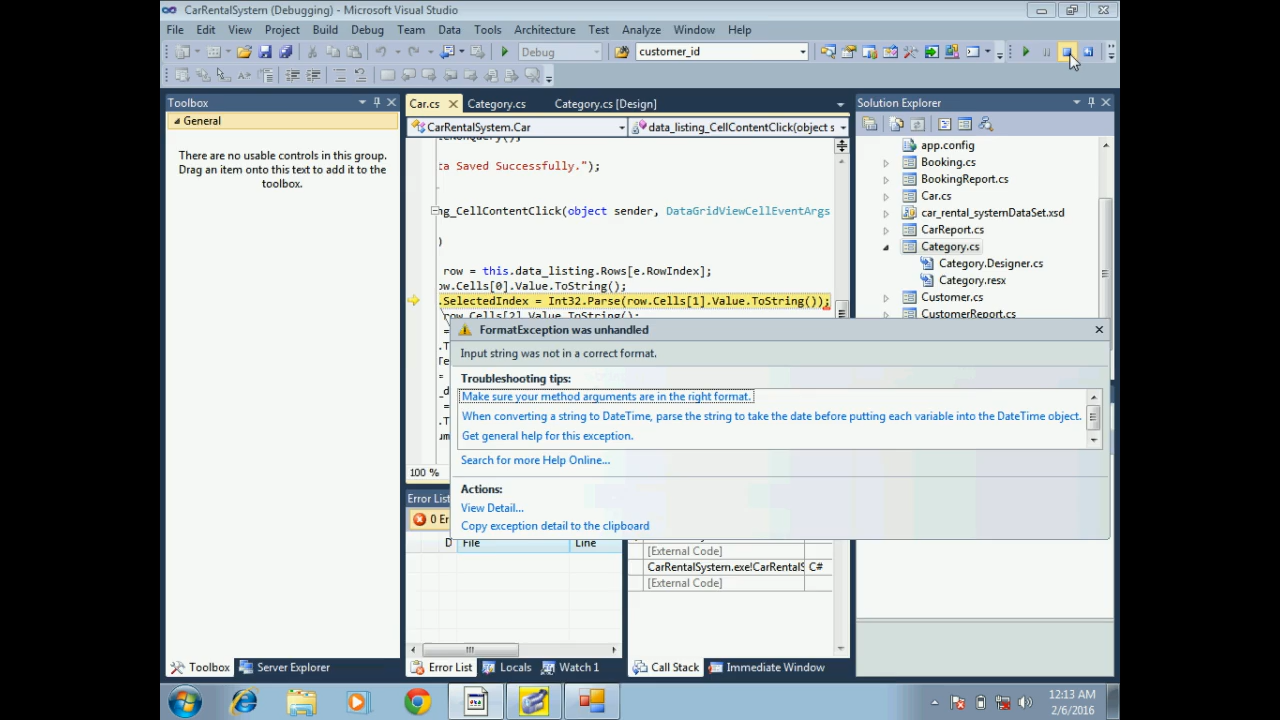 CarRentalSystem (Debugging) - Microsoft Visual Studio
File Edit View Project Build Debug Team Data Tools Architecture Test Analyze Window Help
Debug customer_id
Toolbox
General
There are no usable controls in this group.
Drag an item onto this text to add it to the
toolbox.
Car.cs Category.cs Category.cs [Design]
CarRentalSystem.Car data_listing_CellContentClick(object s
ta Saved Successfully.");
ng_CellContentClick(object sender, DataGridViewCellEventArgs
)
row = this.data_listing.Rows[e.RowIndex];
ow.Cells[0].Value.ToString();
.SelectedIndex = Int32.Parse(row.Cells[1].Value.ToString());
row.Cells[2].Value.ToString();
100 %
FormatException was unhandled
Input string was not in a correct format.
Troubleshooting tips:
Make sure your method arguments are in the right format.
When converting a string to DateTime, parse the string to take the date before putting each variable into the DateTime object.
Get general help for this exception.
Search for more Help Online...
Actions:
View Detail...
Copy exception detail to the clipboard
Solution Explorer
app.config
Booking.cs
BookingReport.cs
Car.cs
car_rental_systemDataSet.xsd
CarReport.cs
Category.cs
Category.Designer.cs
Category.resx
Customer.cs
CustomerReport.cs
Error List
0 Er
D File Line
[External Code]
CarRentalSystem.exe!CarRentalS C#
[External Code]
Toolbox Server Explorer
Error List Locals Watch 1
Call Stack Immediate Window
12:13 AM
2/6/2016